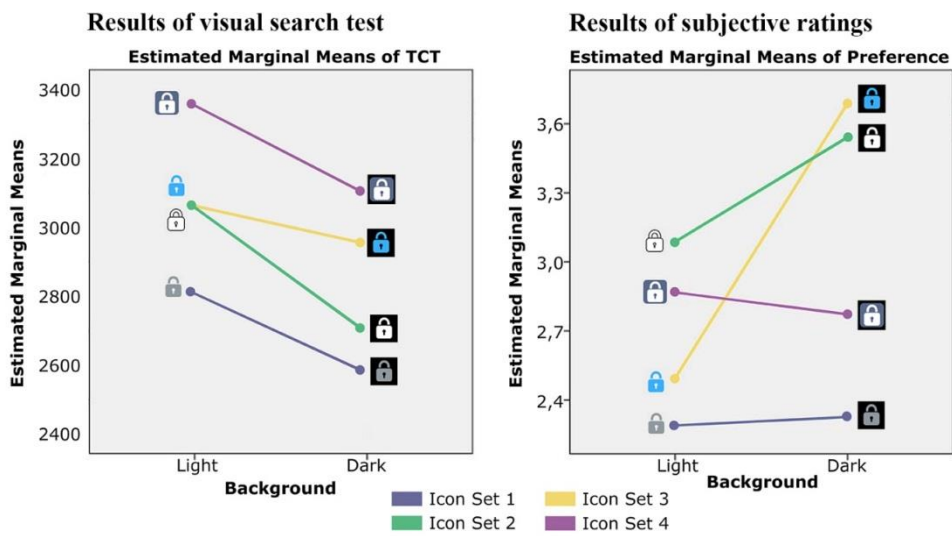 Results of visual search test
Estimated Marginal Means of TCT
Estimated Marginal Means
3400
3200
3000
2800
2600
2400
Light
Dark
Background
Results of subjective ratings
Estimated Marginal Means of Preference
Estimated Marginal Means
3,6
3,3
3,0
2,7
2,4
Light
Dark
Background
Icon Set 1
Icon Set 2
Icon Set 3
Icon Set 4